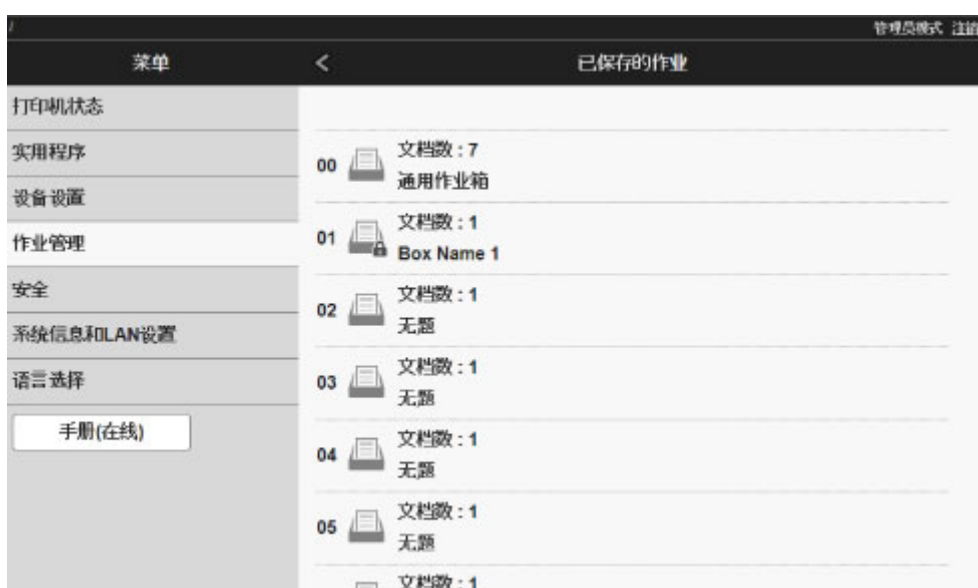 管理员模式 注销
菜单
<
已保存的作业
打印机状态
实用程序
设备设置
作业管理
安全
系统信息和LAN设置
语言选择
手册(在线)
00
文档数 : 7
通用作业箱
01
文档数 : 1
Box Name 1
02
文档数 : 1
无题
03
文档数 : 1
无题
04
文档数 : 1
无题
05
文档数 : 1
无题
文档数 : 1